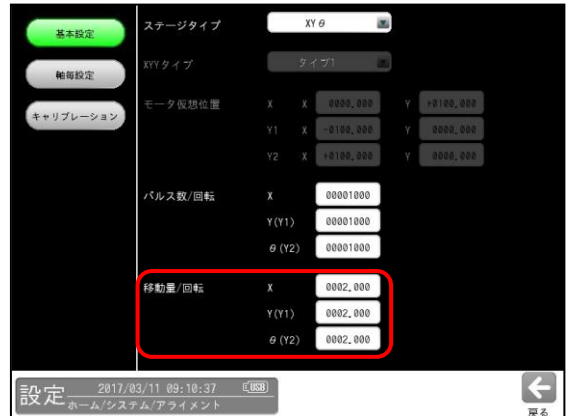 基本設定
軸毎設定
キャリブレーション
ステージタイプ XYθ
XYYタイプ タイプ1
モータ仮想位置 X X 0000.000 Y +0100.000
Y1 X -0100.000 Y 0000.000
Y2 X +0100.000 Y 0000.000
パルス数/回転 X 00001000
Y(Y1) 00001000
θ(Y2) 00001000
移動量/回転 X 0002.000
Y(Y1) 0002.000
θ(Y2) 0002.000
設定 2017/03/11 09:10:37 USB
ホーム/システム/アライメント
戻る